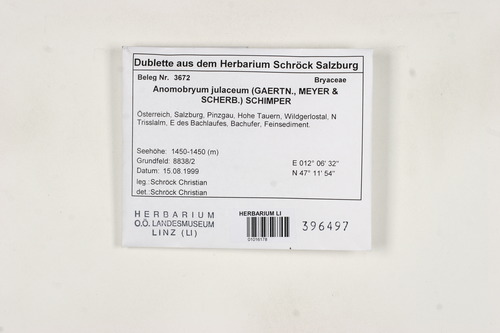 Dublette aus dem Herbarium Schröck Salzburg
Beleg Nr. 3672 Bryaceae
Anomobryum julaceum (GAERTN., MEYER &
SCHERB.) SCHIMPER
Österreich, Salzburg, Pinzgau, Hohe Tauern, Wildgerlostal, N
Trisslalm, E des Bachlaufes, Bachufer, Feinsediment.
Seehöhe: 1450-1450 (m)
Grundfeld: 8838/2 E 012° 06' 32"
Datum: 15.08.1999 N 47° 11' 54"
leg.: Schröck Christian
det.: Schröck Christian
HERBARIUM
O.Ö. LANDESMUSEUM
LINZ (LI)
HERBARIUM LI
01016178
396497